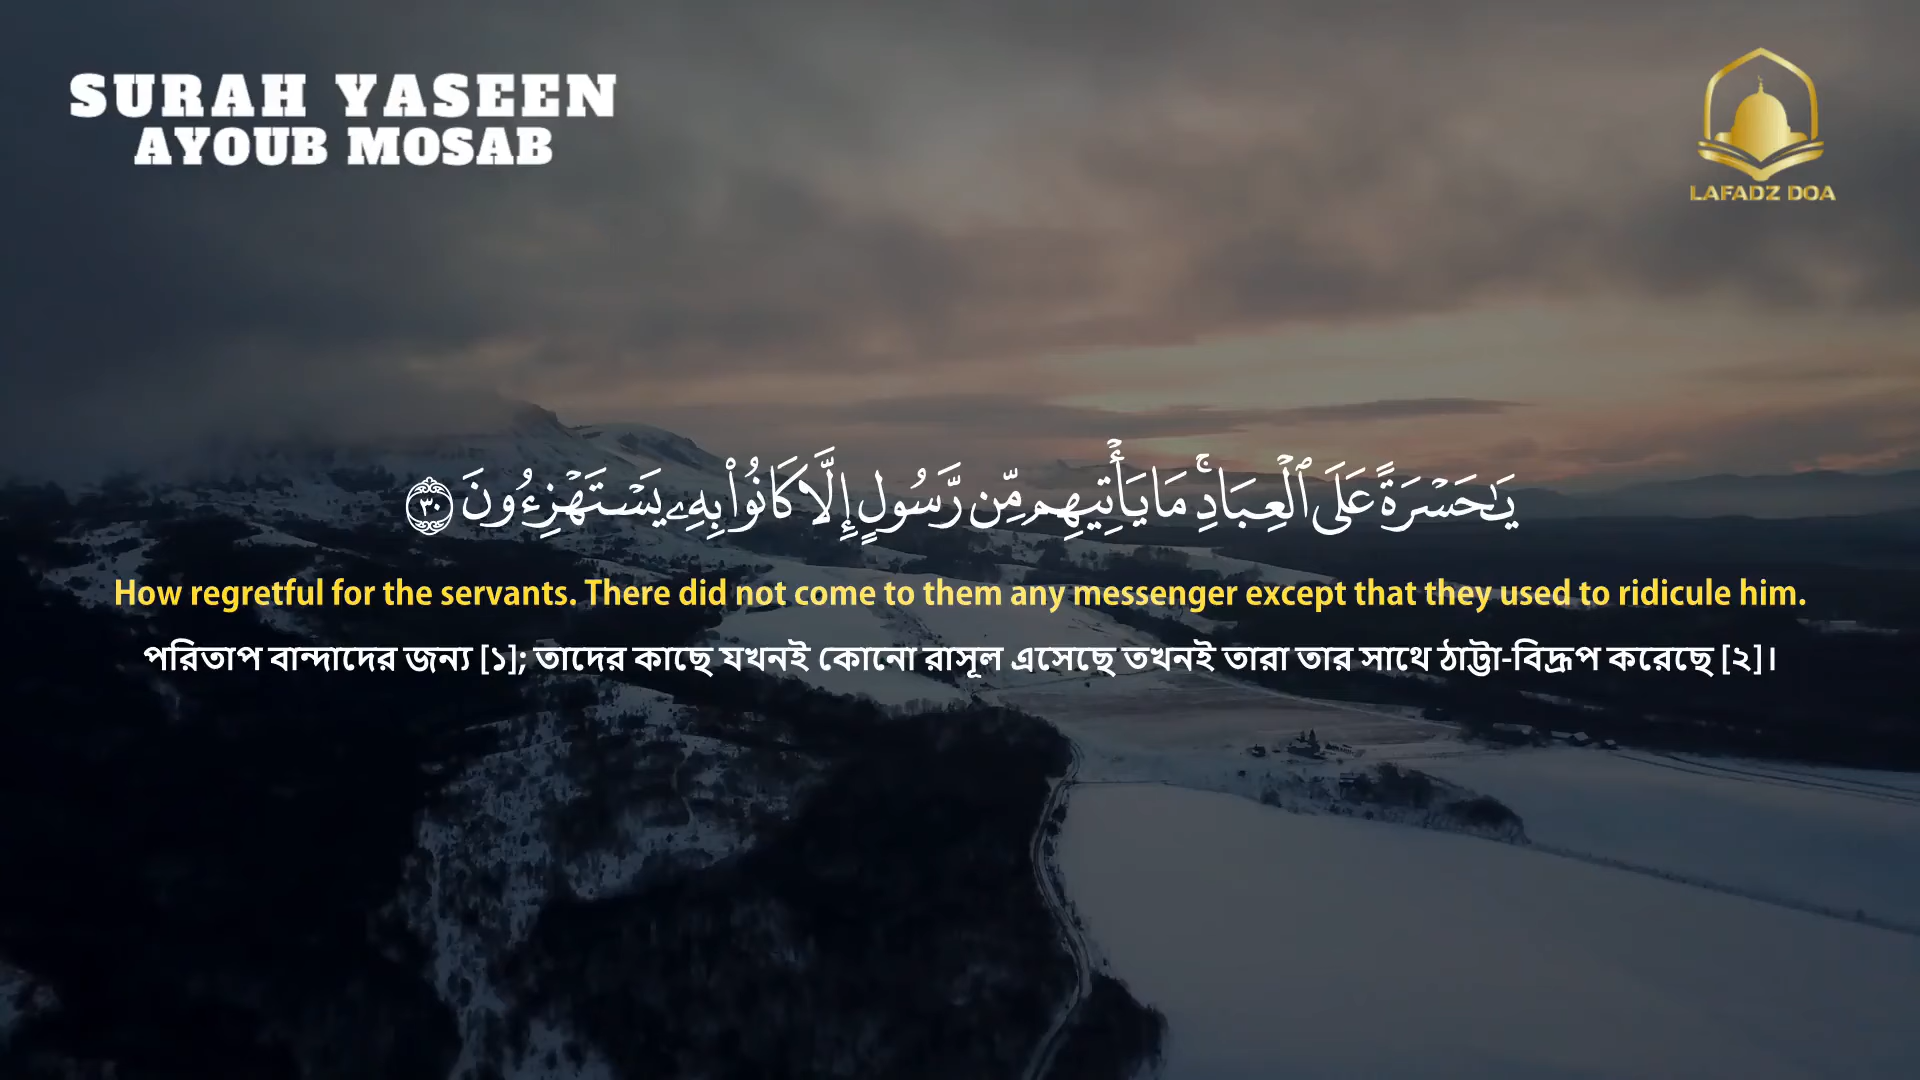 SURAH YASEEN
AYOUB MOSAB
LAFADZ DOA
يَـٰحَسۡرَةً عَلَى ٱلۡعِبَادِۚ مَا يَأۡتِيهِم مِّن رَّسُولٍ إِلَّا كَانُواْ بِهِۦ يَسۡتَهۡزِءُونَ ٣٠
How regretful for the servants. There did not come to them any messenger except that they used to ridicule him.
পরিতাপ বান্দাদের জন্য [১]; তাদের কাছে যখনই কোনো রাসূল এসেছে তখনই তারা তার সাথে ঠাট্টা-বিদ্রূপ করেছে [২]।